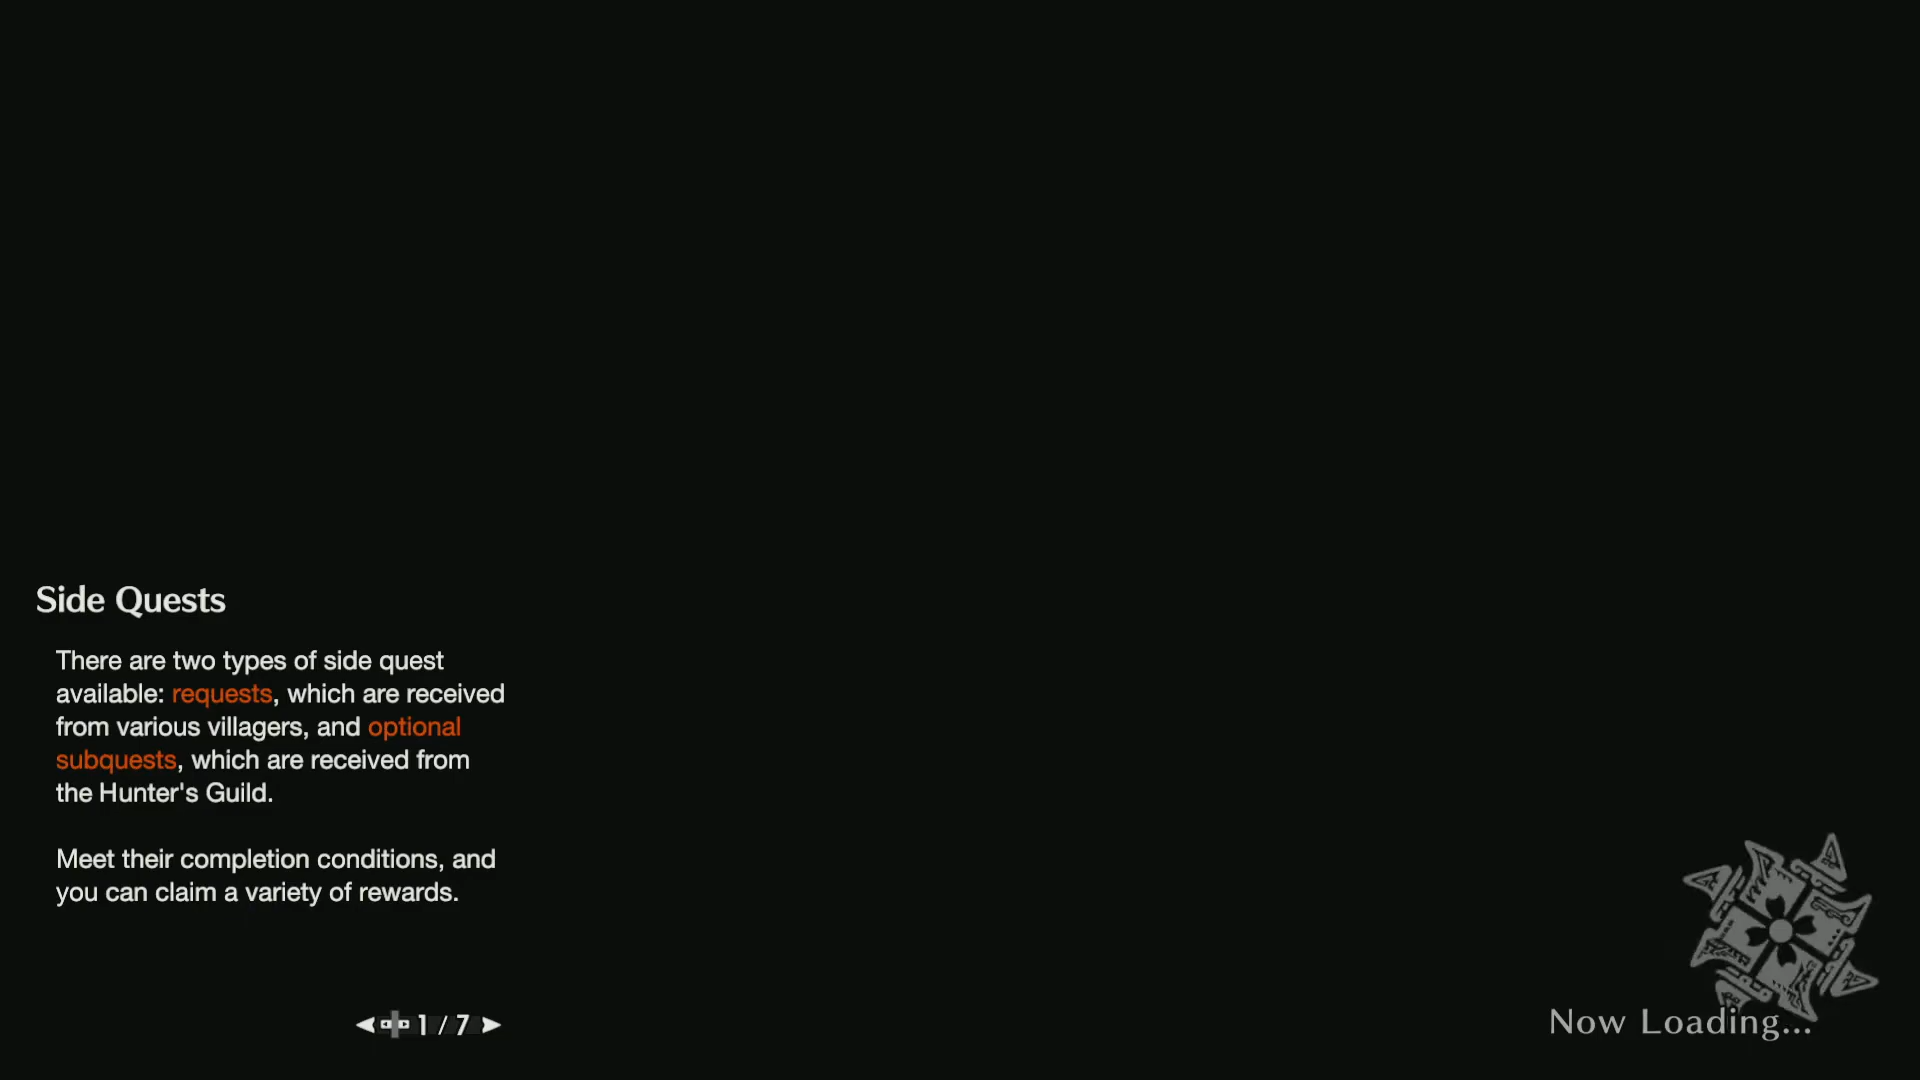 Side Quests
There are two types of side quest
available: requests, which are received
from various villagers, and optional
subquests, which are received from
the Hunter's Guild.
Meet their completion conditions, and
you can claim a variety of rewards.
1 / 7
Now Loading...